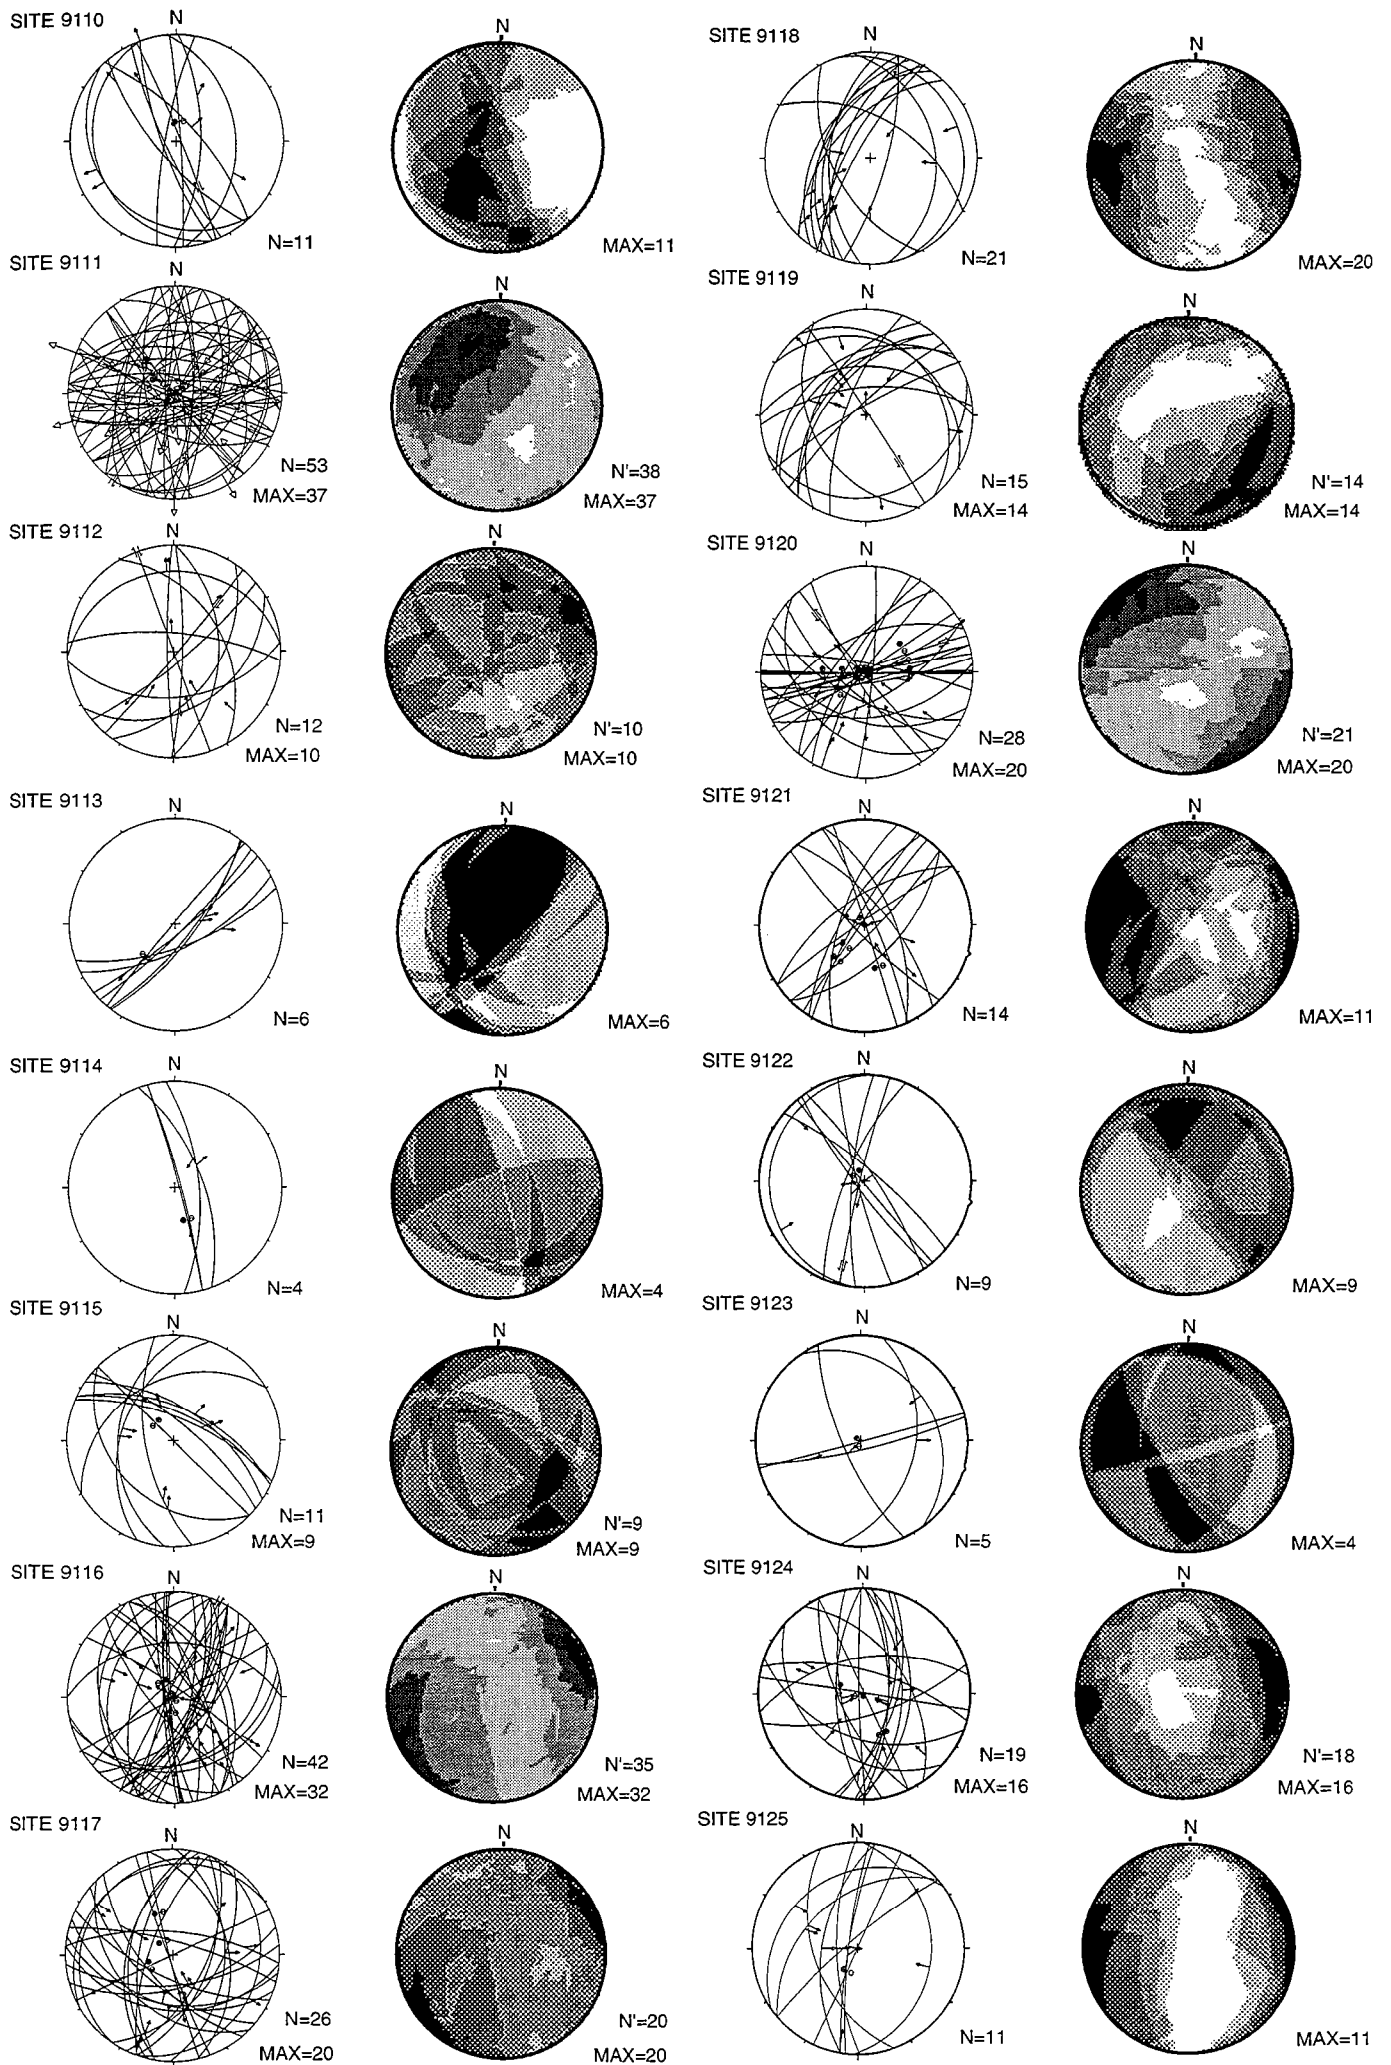 SITE 9110
N
N
N=11
MAX=11
SITE 9111
N
N
N=53
MAX=37
N'=38
MAX=37
SITE 9112
N
N
N=12
MAX=10
N'=10
MAX=10
SITE 9113
N
N
N=6
MAX=6
SITE 9114
N
N
N=4
MAX=4
SITE 9115
N
N
N=11
MAX=9
N'=9
MAX=9
SITE 9116
N
N
N=42
MAX=32
N'=35
MAX=32
SITE 9117
N
N
N=26
MAX=20
N'=20
MAX=20
SITE 9118
N
N
N=21
MAX=20
SITE 9119
N
N
N=15
MAX=14
N'=14
MAX=14
SITE 9120
N
N
N=28
MAX=20
N'=21
MAX=20
SITE 9121
N
N
N=14
MAX=11
SITE 9122
N
N
N=9
MAX=9
SITE 9123
N
N
N=5
MAX=4
SITE 9124
N
N
N=19
MAX=16
N'=18
MAX=16
SITE 9125
N
N
N=11
MAX=11